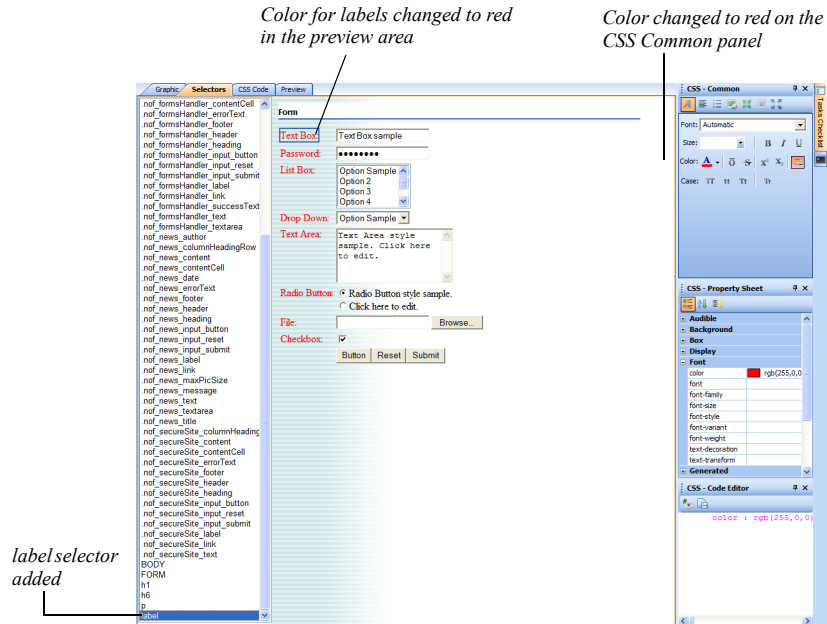 Color for labels changed to red
in the preview area
Color changed to red on the
CSS Common panel
Graphic Selectors CSS Code Preview
.nof_formsHandler_contentCell
.nof_formsHandler_errorText
.nof_formsHandler_footer
.nof_formsHandler_header
.nof_formsHandler_heading
.nof_formsHandler_input_button
.nof_formsHandler_input_reset
.nof_formsHandler_input_submit
.nof_formsHandler_label
.nof_formsHandler_link
.nof_formsHandler_successText
.nof_formsHandler_text
.nof_formsHandler_textarea
.nof_news_author
.nof_news_columnHeadingRow
.nof_news_content
.nof_news_contentCell
.nof_news_date
.nof_news_errorText
.nof_news_footer
.nof_news_header
.nof_news_heading
.nof_news_input_button
.nof_news_input_reset
.nof_news_input_submit
.nof_news_label
.nof_news_link
.nof_news_maxPicSize
.nof_news_message
.nof_news_text
.nof_news_textarea
.nof_news_title
.nof_secureSite_columnHeading
.nof_secureSite_content
.nof_secureSite_contentCell
.nof_secureSite_errorText
.nof_secureSite_footer
.nof_secureSite_header
.nof_secureSite_heading
.nof_secureSite_input_button
.nof_secureSite_input_reset
.nof_secureSite_input_submit
.nof_secureSite_label
.nof_secureSite_link
.nof_secureSite_text
BODY
FORM
h1
h6
p
label
label selector
added
Form
Text Box: Text Box sample
Password:
List Box: Option Sample
Option 2
Option 3
Option 4
Drop Down: Option Sample
Text Area: Text Area style
sample. Click here
to edit.
Radio Button: Radio Button style sample.
Click here to edit.
File: Browse...
Checkbox:
Button Reset Submit
CSS - Common
Font: Automatic
Size: B I U
Color: A O S X² X₂
Case: TT tt Tt Tr
Tasks Checklist
CSS - Property Sheet
Audible
Background
Box
Display
Font
color rgb(255,0,0
font
font-family
font-size
font-style
font-variant
font-weight
text-decoration
text-transform
Generated
CSS - Code Editor
color : rgb(255,0,0)